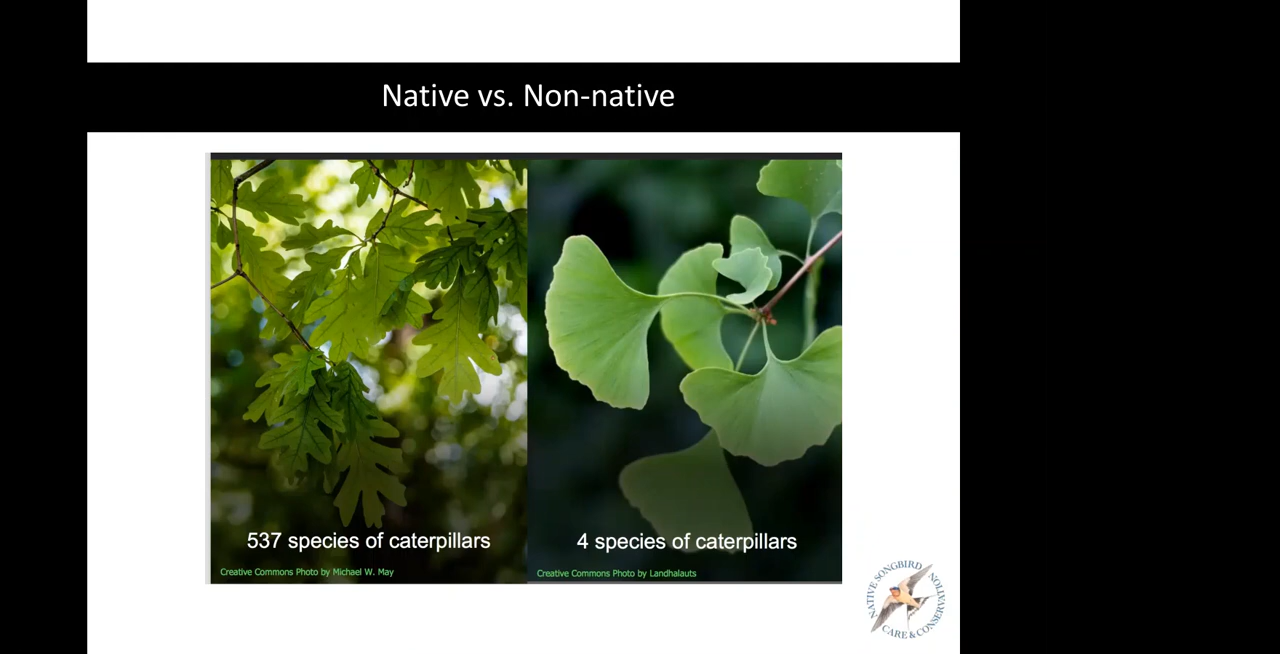 Native vs. Non-native
537 species of caterpillars
4 species of caterpillars
Creative Commons Photo by Michael W. May
Creative Commons Photo by Landhalauts
NATIVE SONGBIRD
CARE & CONSERVATION